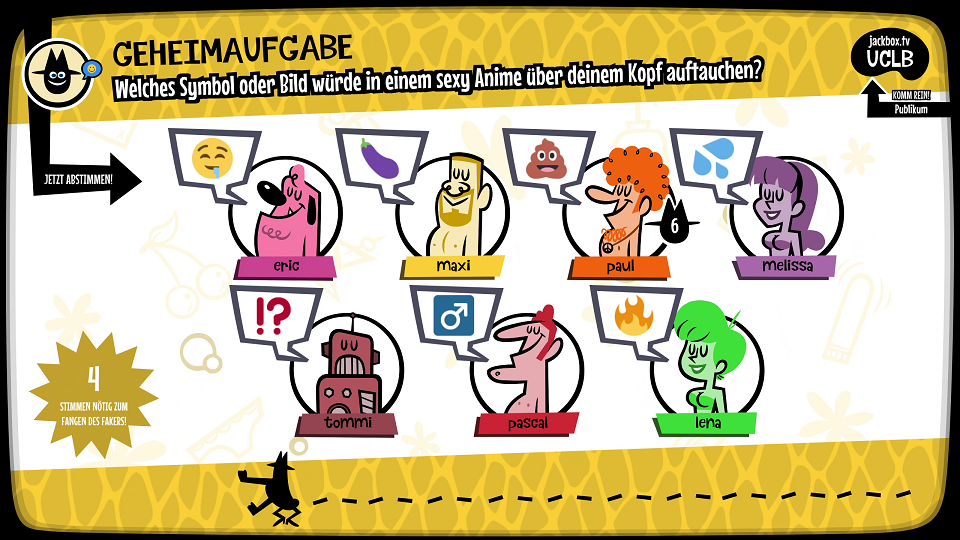 GEHEIMAUFGABE
Welches Symbol oder Bild würde in einem sexy Anime über deinem Kopf auftauchen?
jackbox.tv
UCLB
KOMM REIN!
Publikum
JETZT ABSTIMMEN!
6
eric
maxi
paul
melissa
!?
tommi
pascal
lena
4
STIMMEN NÖTIG ZUM
FANGEN DES FAKERS!